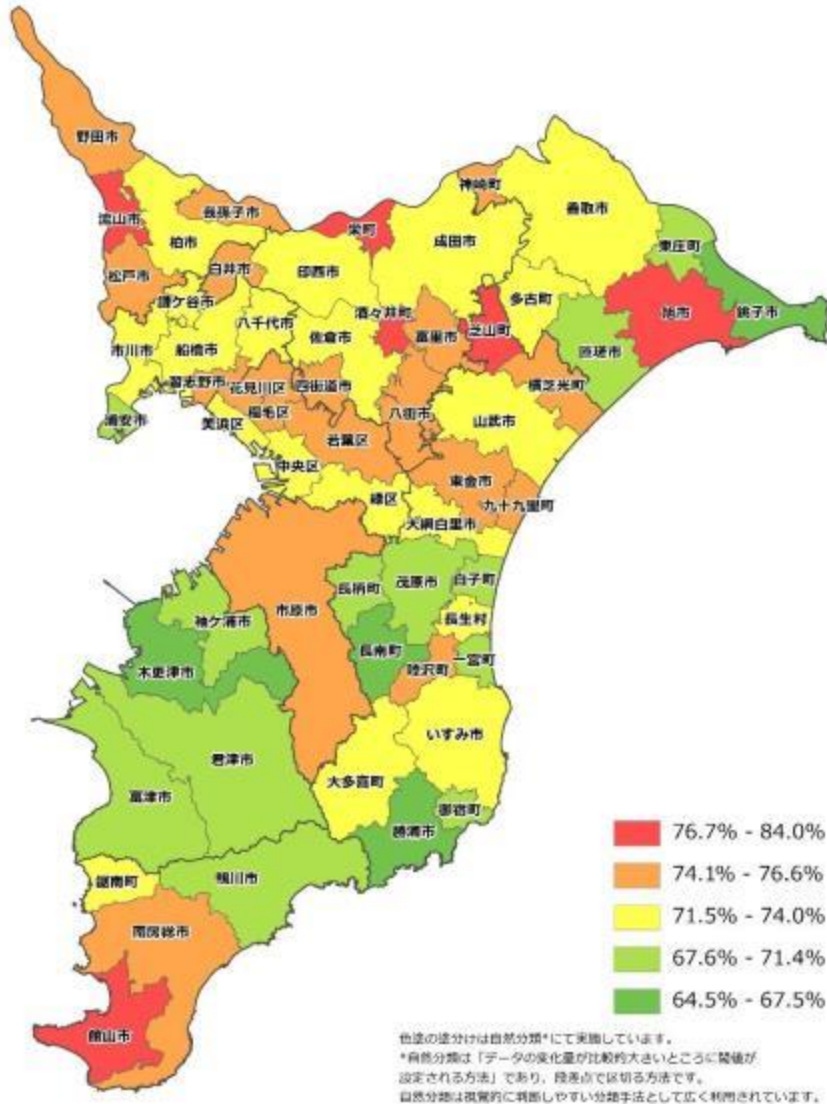 野田市
流山市
我孫子市
柏市
松戸市
白井市
鎌ケ谷市
栄町
印西市
成田市
神崎町
香取市
東庄町
銚子市
旭市
匝瑳市
多古町
芝山町
酒々井町
富里市
佐倉市
八千代市
船橋市
市川市
習志野市
花見川区
四街道市
八街市
横芝光町
山武市
浦安市
美浜区
稲毛区
若葉区
中央区
緑区
東金市
九十九里町
大網白里市
市原市
長柄町
茂原市
白子町
長生村
袖ケ浦市
木更津市
長南町
睦沢町
一宮町
君津市
富津市
いすみ市
大多喜町
御宿町
勝浦市
鋸南町
鴨川市
南房総市
館山市
76.7% - 84.0%
74.1% - 76.6%
71.5% - 74.0%
67.6% - 71.4%
64.5% - 67.5%
色塗の塗分けは自然分類*にて実施しています。
*自然分類は「データの変化量が比較的大きいところに閾値が
設定される方法」であり、段差点で区切る方法です。
自然分類は視覚的に判断しやすい分類手法として広く利用されています。